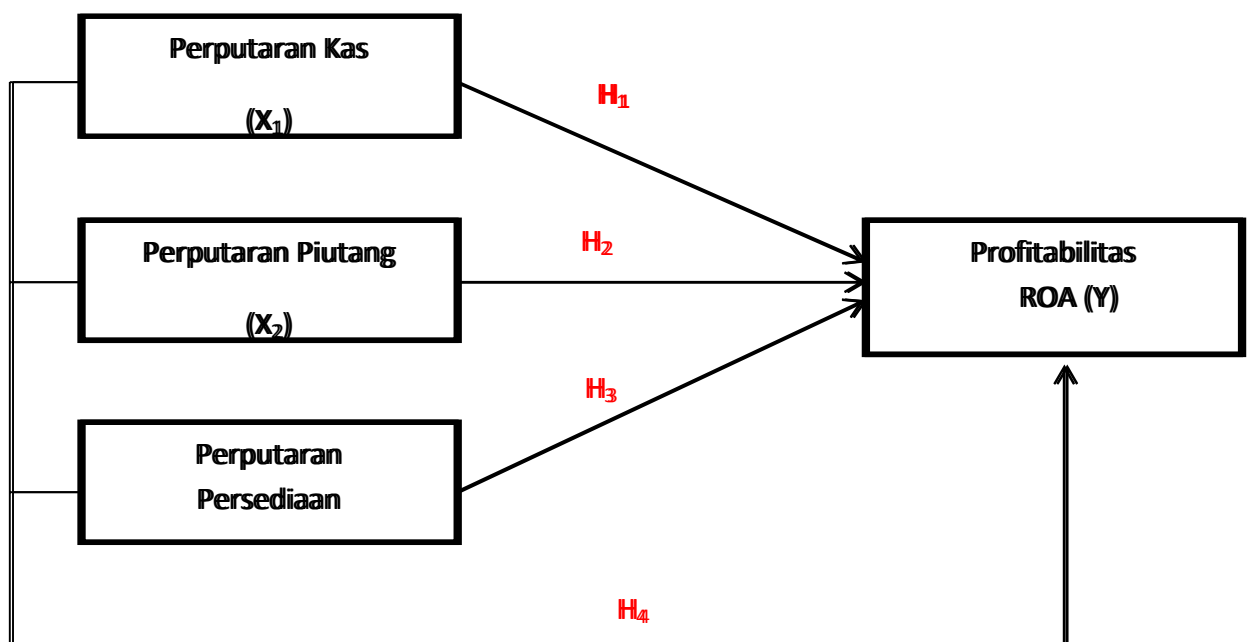 Perputaran Kas
(X₁)
H₁
Perputaran Piutang
(X₂)
H₂
Profitabilitas
ROA (Y)
H₃
Perputaran
Persediaan
H₄